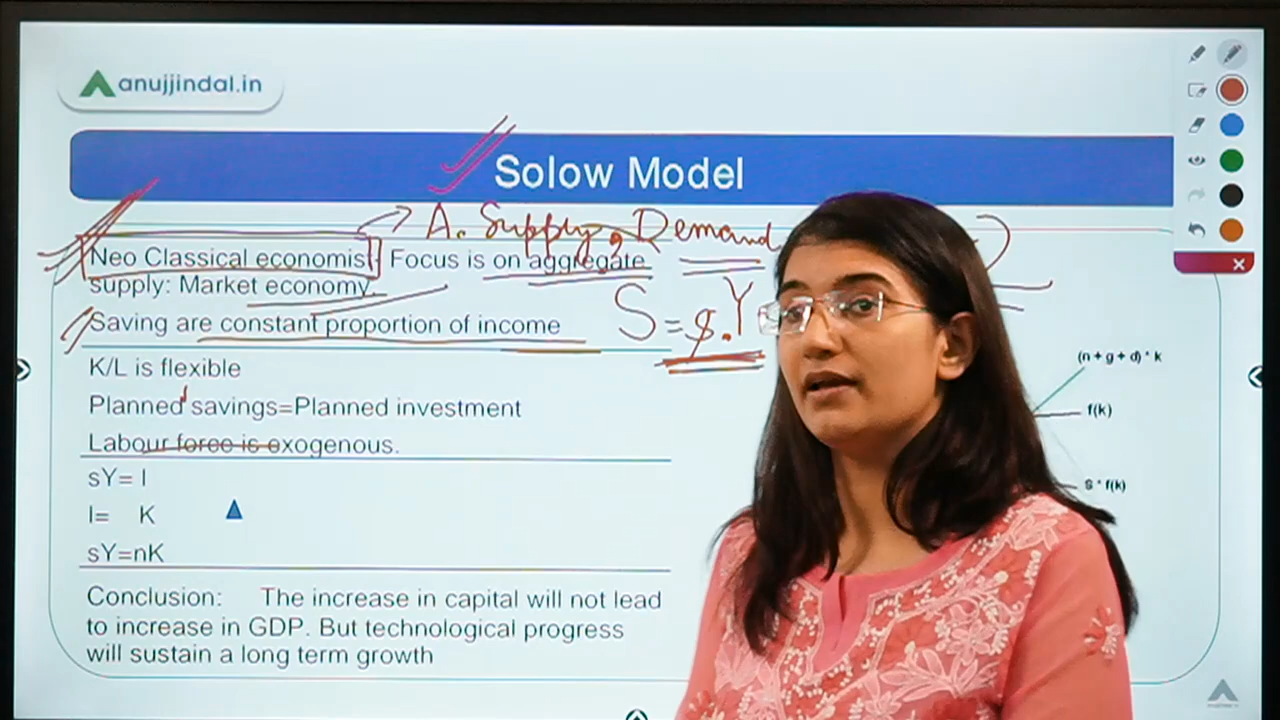 anujjindal.in
Solow Model
A. Supply, Demand
Neo Classical economist: Focus is on aggregate
supply: Market economy.
S = s.Y
Saving are constant proportion of income
K/L is flexible
Planned savings=Planned investment
Labour force is exogenous.
sY= I
I= K
sY=nK
Conclusion: The increase in capital will not lead
to increase in GDP. But technological progress
will sustain a long term growth
(n + g + d) * k
f(k)
S * f(k)